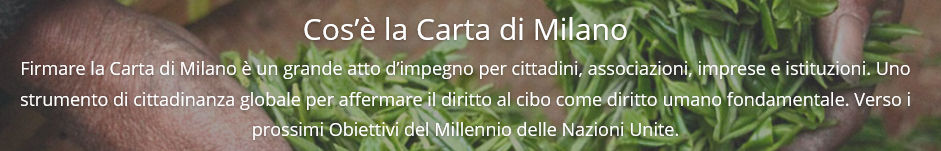 Cos'è la Carta di Milano
Firmare la Carta di Milano è un grande atto d'impegno per cittadini, associazioni, imprese e istituzioni. Uno
strumento di cittadinanza globale per affermare il diritto al cibo come diritto umano fondamentale. Verso i
prossimi Obiettivi del Millennio delle Nazioni Unite.